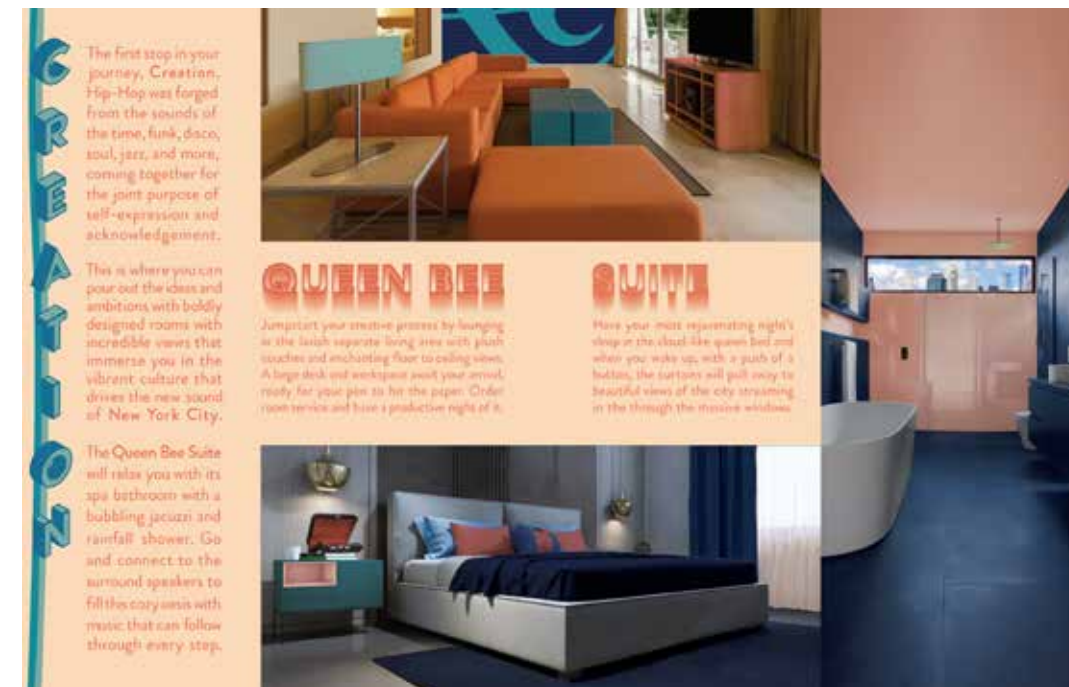 CREATION
The first stop in your
journey, Creation.
Hip-Hop was forged
from the sounds of
the time, funk, disco,
soul, jazz, and more,
coming together for
the joint purpose of
self-expression and
acknowledgement.
This is where you can
pour out the ideas and
ambitions with boldly
designed rooms with
incredible views that
immerse you in the
vibrant culture that
drives the new sound
of New York City.
The Queen Bee Suite
will relax you with its
spa bathroom with a
bubbling jacuzzi and
rainfall shower. Go
and connect to the
surround speakers to
fill this cozy oasis with
music that can follow
through every step.
QUEEN BEE SUITE
Jumpstart your creative process by lounging
in the lavish separate living area with plush
couches and enchanting floor to ceiling views.
A large desk and workspace await your arrival,
ready for your pen to hit the paper. Order
room service and have a productive night of it.
Have your most rejuvenating night's
sleep in the cloud-like queen bed and
when you wake up, with a push of a
button, the curtains will pull away to
beautiful views of the city streaming
in the through the massive windows.